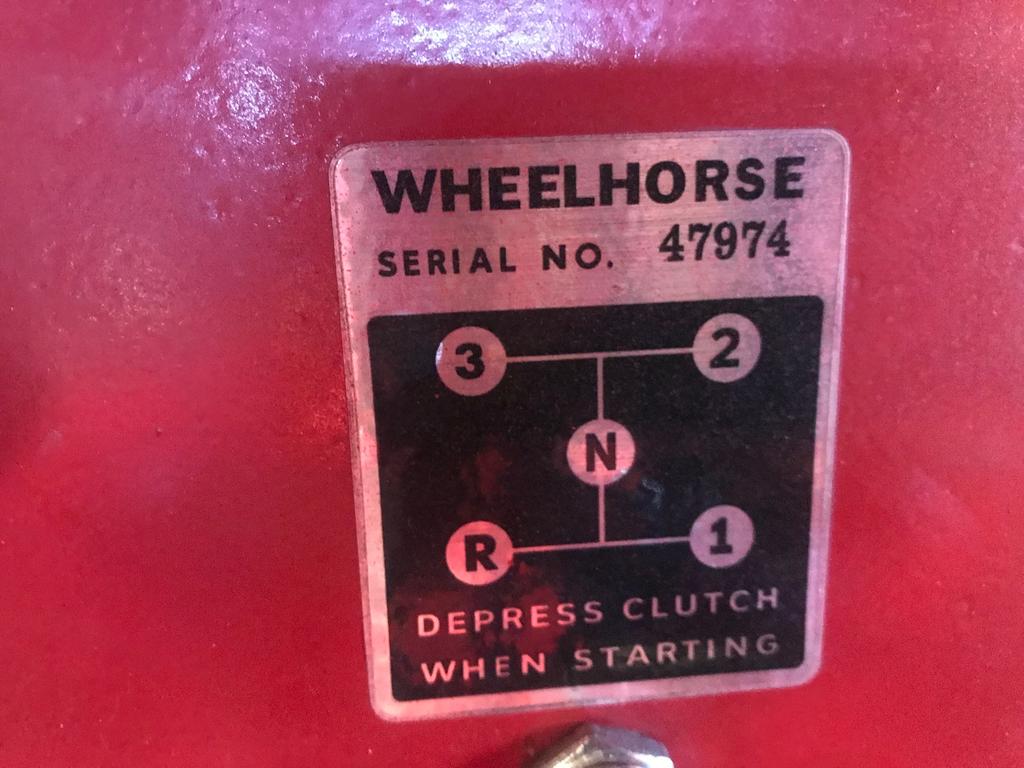 WHEELHORSE
SERIAL NO. 47974
3 2
N
R 1
DEPRESS CLUTCH
WHEN STARTING